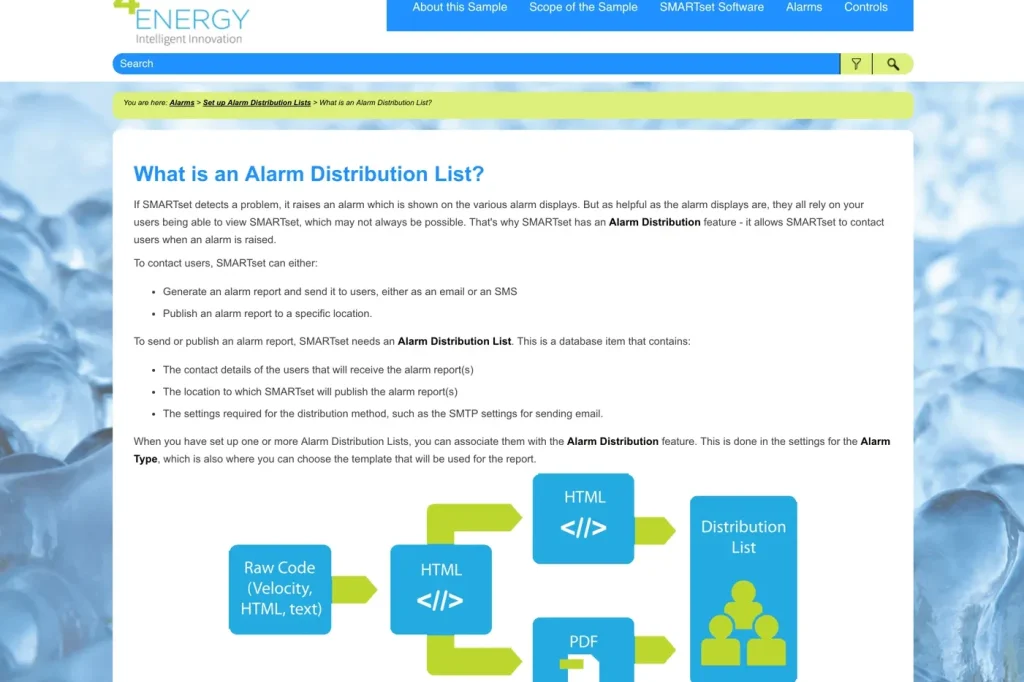 4
ENERGY
Intelligent Innovation
About this Sample Scope of the Sample SMARTset Software Alarms Controls
Search
You are here: Alarms > Set up Alarm Distribution Lists > What is an Alarm Distribution List?
What is an Alarm Distribution List?
If SMARTset detects a problem, it raises an alarm which is shown on the various alarm displays. But as helpful as the alarm displays are, they all rely on your
users being able to view SMARTset, which may not always be possible. That's why SMARTset has an Alarm Distribution feature - it allows SMARTset to contact
users when an alarm is raised.
To contact users, SMARTset can either:
• Generate an alarm report and send it to users, either as an email or an SMS
• Publish an alarm report to a specific location.
To send or publish an alarm report, SMARTset needs an Alarm Distribution List. This is a database item that contains:
• The contact details of the users that will receive the alarm report(s)
• The location to which SMARTset will publish the alarm report(s)
• The settings required for the distribution method, such as the SMTP settings for sending email.
When you have set up one or more Alarm Distribution Lists, you can associate them with the Alarm Distribution feature. This is done in the settings for the Alarm
Type, which is also where you can choose the template that will be used for the report.
Raw Code
(Velocity,
HTML, text)
HTML
<//>
HTML
<//>
PDF
Distribution
List